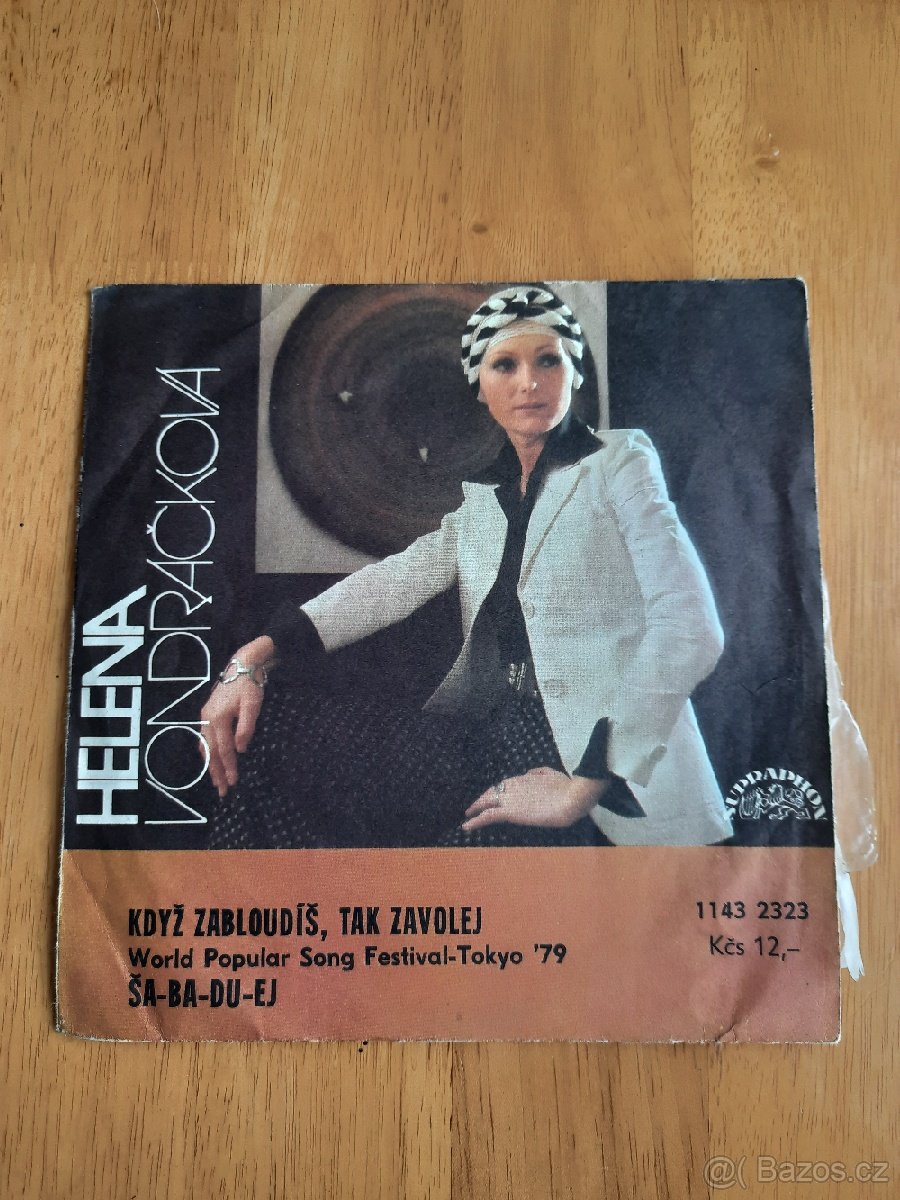 HELENA
VONDRÁČKOVÁ
SUPRAPHON
KDYŽ ZABLOUDÍŠ, TAK ZAVOLEJ
World Popular Song Festival-Tokyo '79
ŠA-BA-DU-EJ
1143 2323
Kčs 12,–
@( Bazos.cz